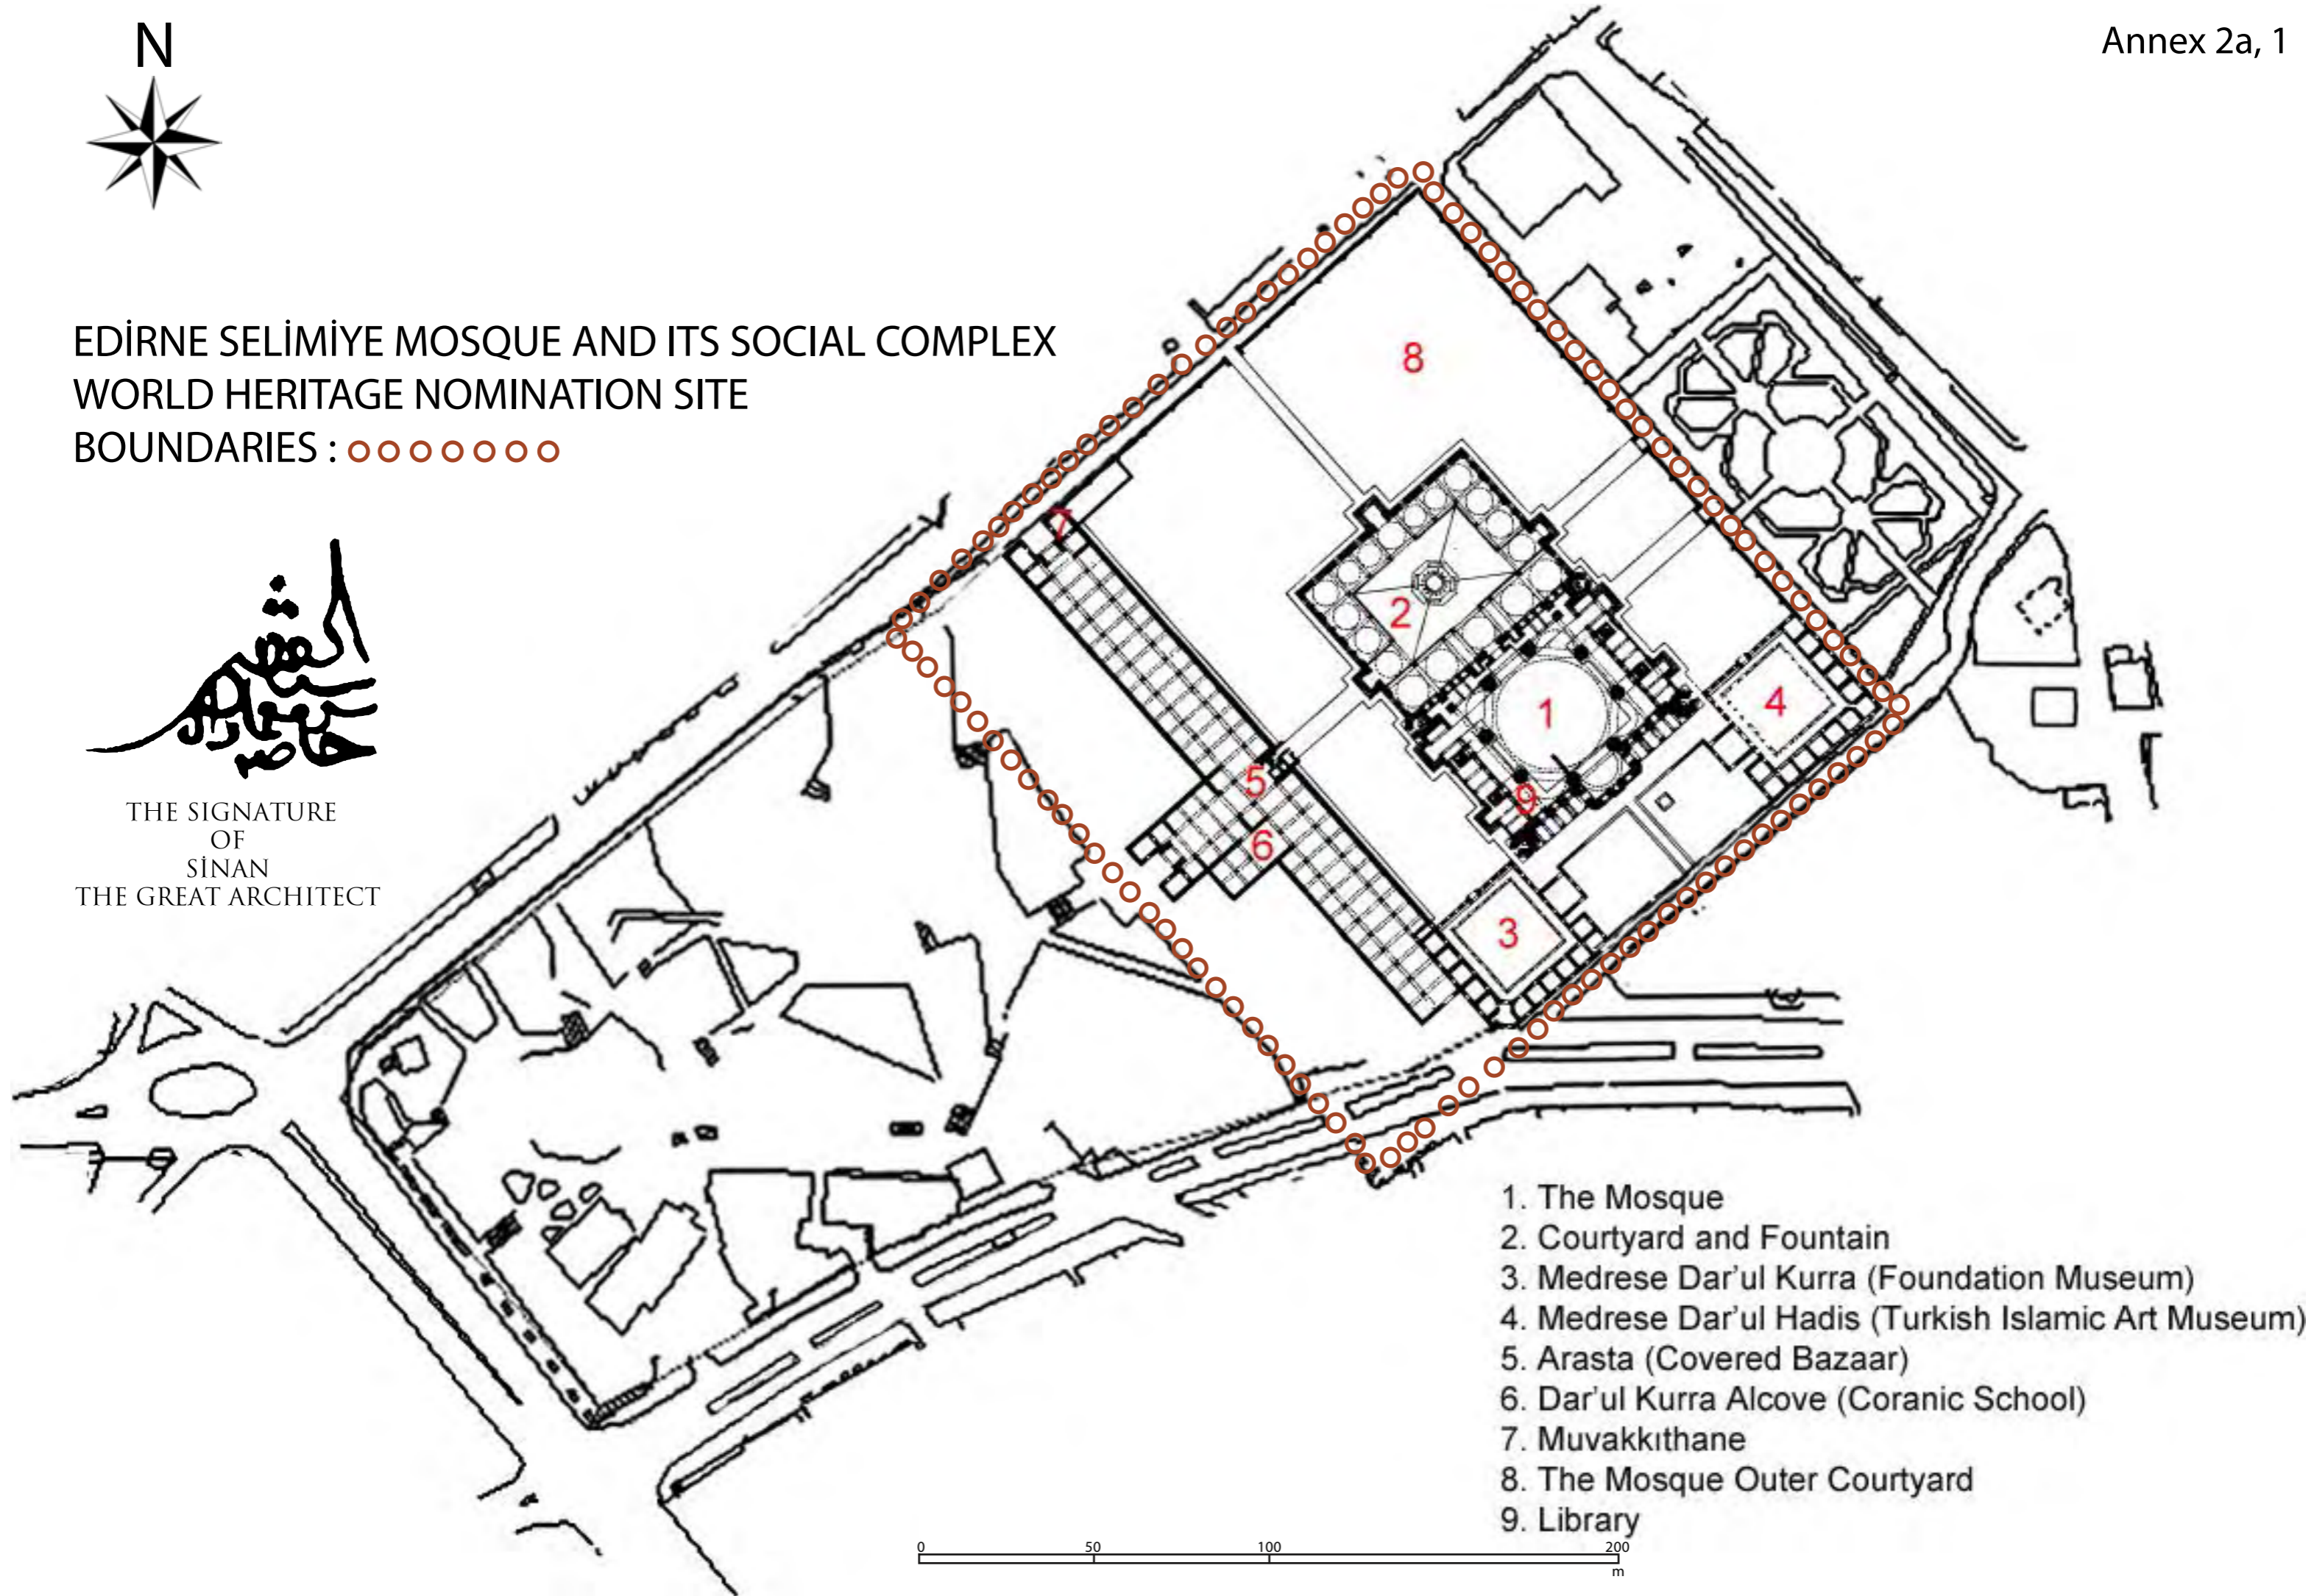 N
Annex 2a, 1
EDİRNE SELİMİYE MOSQUE AND ITS SOCIAL COMPLEX
WORLD HERITAGE NOMINATION SITE
BOUNDARIES :
THE SIGNATURE
OF
SİNAN
THE GREAT ARCHITECT
8
7
2
1
4
5
9
6
3
1. The Mosque
2. Courtyard and Fountain
3. Medrese Dar'ul Kurra (Foundation Museum)
4. Medrese Dar'ul Hadis (Turkish Islamic Art Museum)
5. Arasta (Covered Bazaar)
6. Dar'ul Kurra Alcove (Coranic School)
7. Muvakkıthane
8. The Mosque Outer Courtyard
9. Library
0 50 100 200
m